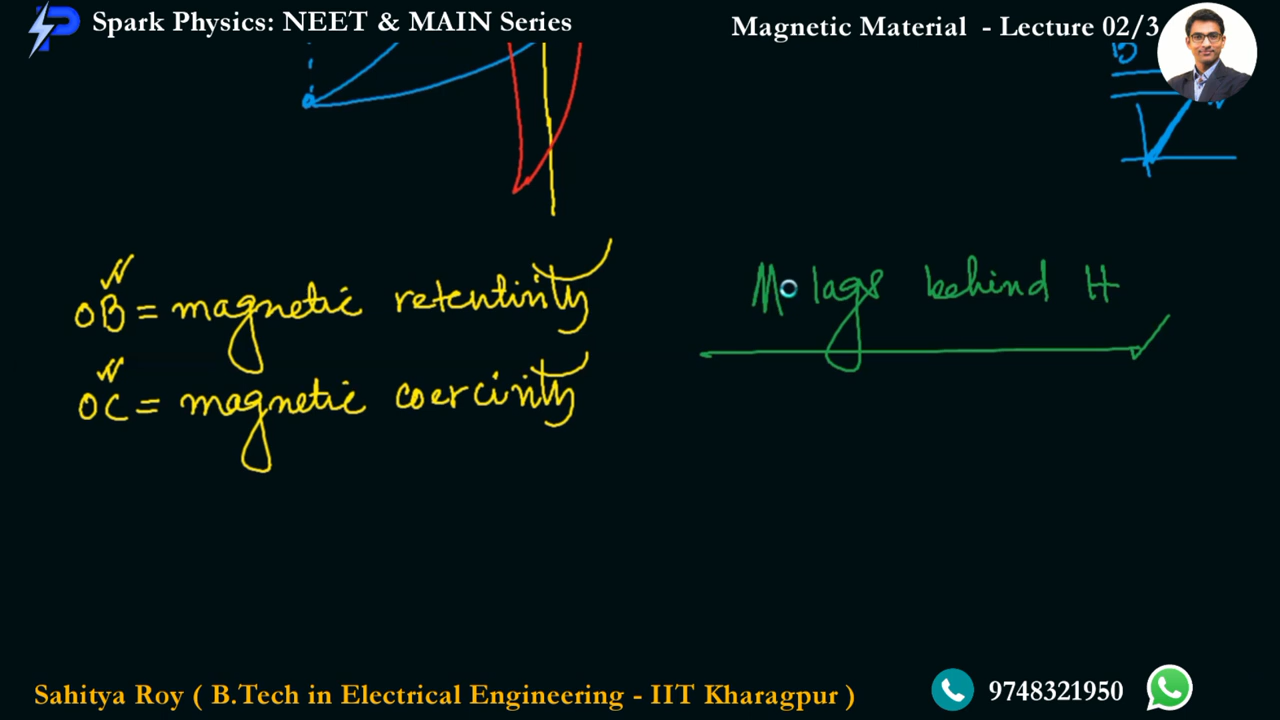 Spark Physics: NEET & MAIN Series
Magnetic Material - Lecture 02/3
B
OB = magnetic retentivity
M lags behind H
OC = magnetic coercivity
Sahitya Roy ( B.Tech in Electrical Engineering - IIT Kharagpur )
9748321950